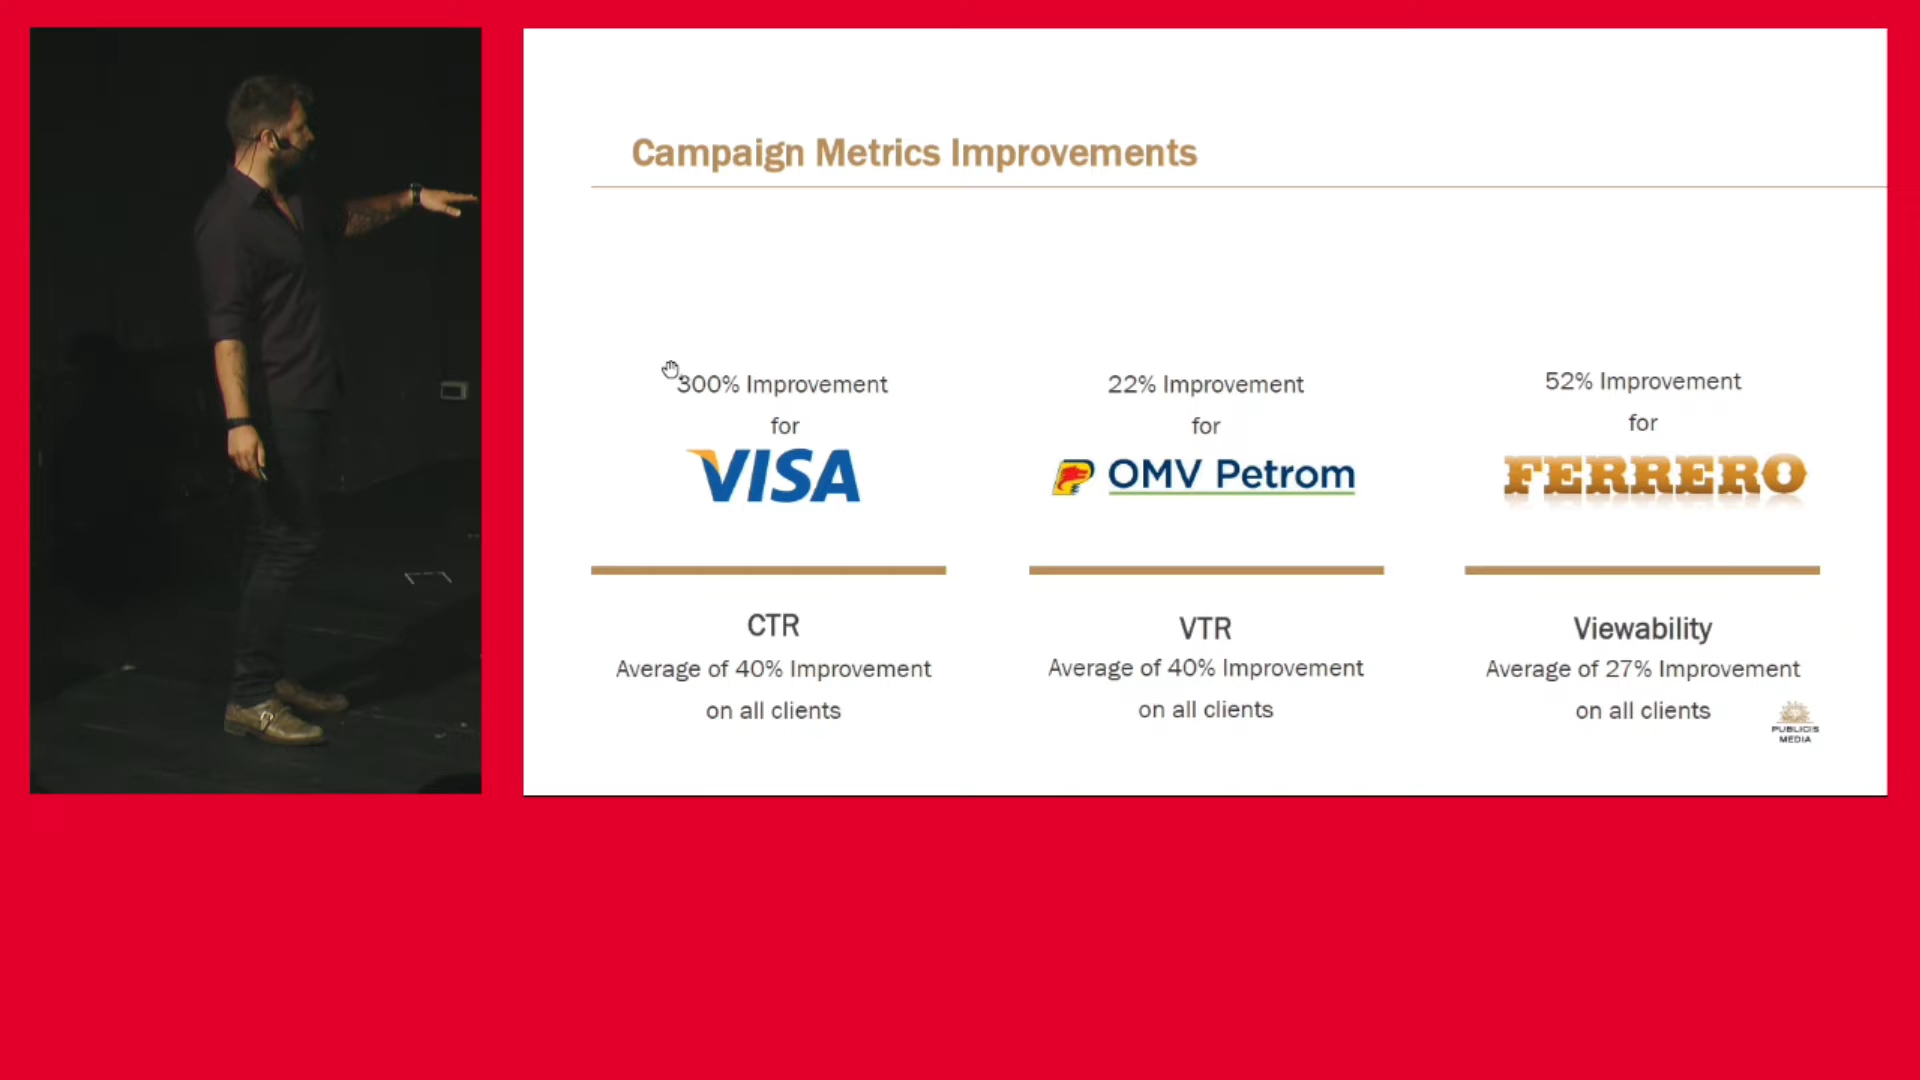 Campaign Metrics Improvements
300% Improvement
for
VISA
22% Improvement
for
OMV Petrom
52% Improvement
for
FERRERO
CTR
Average of 40% Improvement
on all clients
VTR
Average of 40% Improvement
on all clients
Viewability
Average of 27% Improvement
on all clients
PUBLICIS
MEDIA